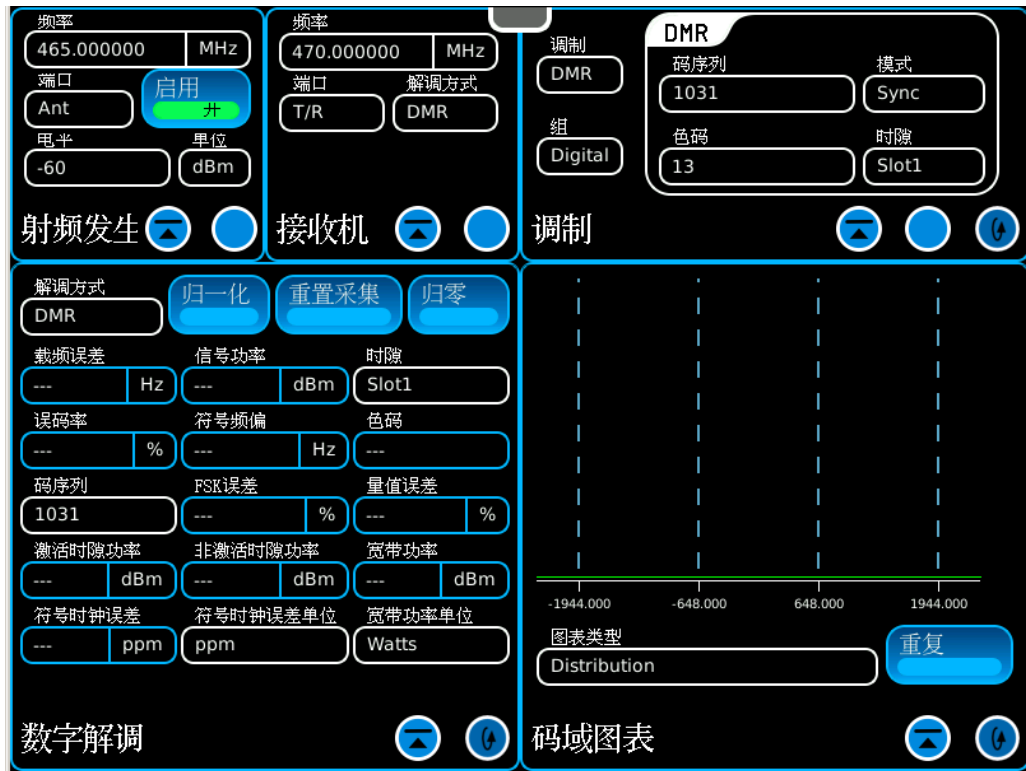 频率
465.000000 MHz
端口
启用
开
Ant
电平 单位
-60 dBm
射频发生
频率
470.000000 MHz
端口 解调方式
T/R DMR
接收机
调制
DMR
组
Digital
DMR
码序列 模式
1031 Sync
色码 时隙
13 Slot1
调制
解调方式
DMR
归一化 重置采集 归零
载频误差 信号功率 时隙
--- Hz --- dBm Slot1
误码率 符号频偏 色码
--- % --- Hz ---
码序列 FSK误差 量值误差
1031 --- % --- %
激活时隙功率 非激活时隙功率 宽带功率
--- dBm --- dBm --- dBm
符号时钟误差 符号时钟误差单位 宽带功率单位
--- ppm ppm Watts
数字解调
-1944.000 -648.000 648.000 1944.000
图表类型
Distribution
重复
码域图表